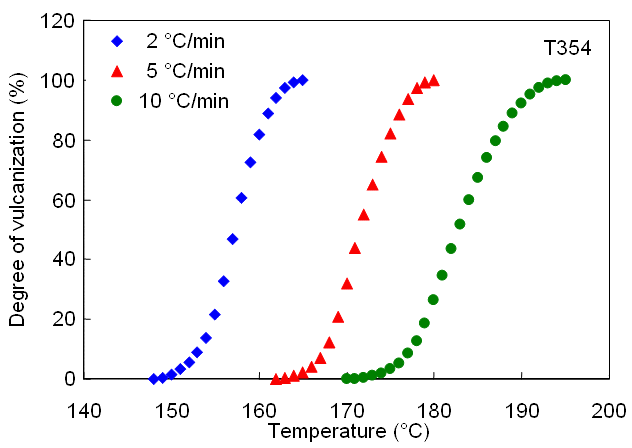 120
100
80
60
40
20
0
Degree of vulcanization (%)
2 °C/min
5 °C/min
10 °C/min
T354
140 150 160 170 180 190 200
Temperature (°C)